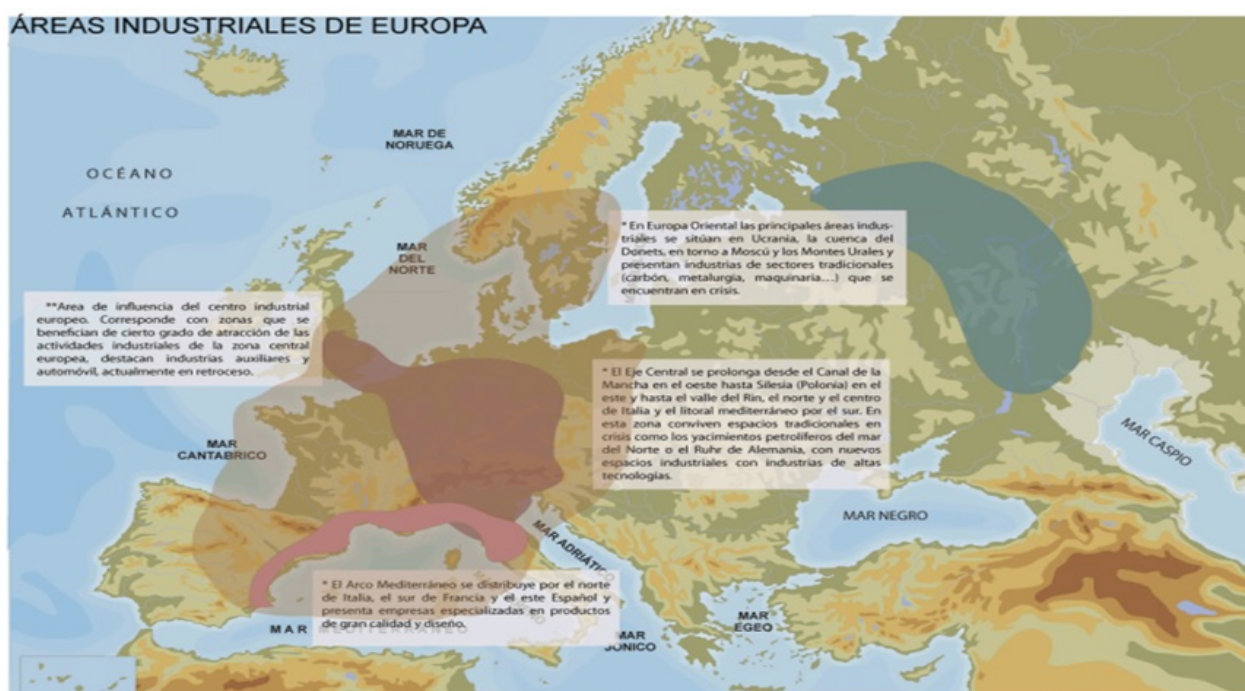 ÁREAS INDUSTRIALES DE EUROPA
MAR DE
NORUEGA
OCÉANO
ATLÁNTICO
MAR
DEL
NORTE
* En Europa Oriental las principales áreas indus-
triales se sitúan en Ucrania, la cuenca del
Donets, en torno a Moscú y los Montes Urales y
presentan industrias de sectores tradicionales
(carbón, metalurgia, maquinaria....) que se
encuentran en crisis.
**Area de influencia del centro industrial
europeo. Corresponde con zonas que se
benefician de cierto grado de atracción de las
actividades industriales de la zona central
europea, destacan industrias auxiliares y
automóvil, actualmente en retroceso.
* El Eje Central se prolonga desde el Canal de la
Mancha en el oeste hasta Silesia (Polonia) en el
este y hasta el valle del Rin, el norte y el centro
de Italia y el litoral mediterráneo por el sur. En
esta zona conviven espacios tradicionales en
crisis como los yacimientos petrolíferos del mar
del Norte o el Ruhr de Alemania, con nuevos
espacios industriales con industrias de altas
tecnologías.
MAR
CANTABRICO
MAR CASPIO
MAR NEGRO
MAR ADRIÁTICO
* El Arco Mediterráneo se distribuye por el norte
de Italia, el sur de Francia y el este Español y
presenta empresas especializadas en productos
de gran calidad y diseño.
MAR MEDITERRÁNEO
MAR
JÓNICO
MAR
EGEO